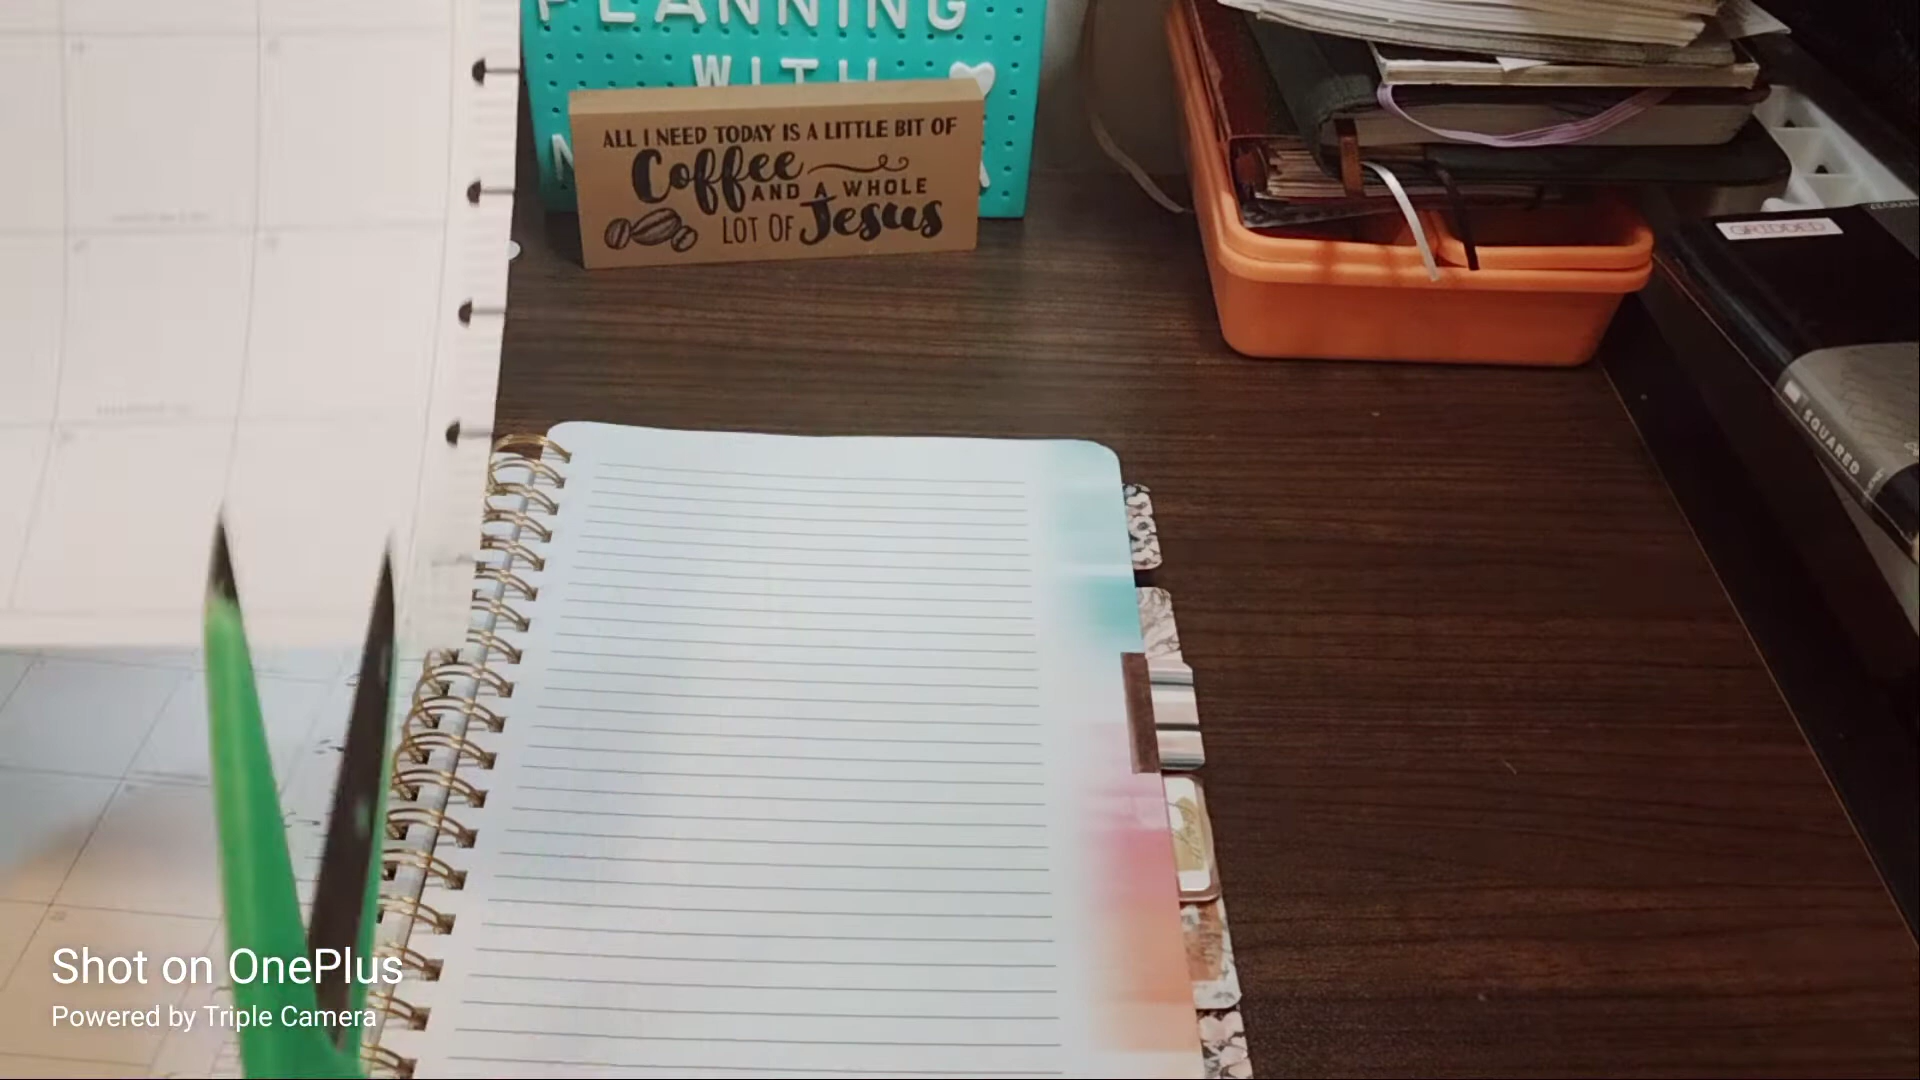 PLANNING
WITH
ALL I NEED TODAY IS A LITTLE BIT OF
Coffee
AND A WHOLE
LOT OF Jesus
GRIDDED
SQUARED
Shot on OnePlus
Powered by Triple Camera